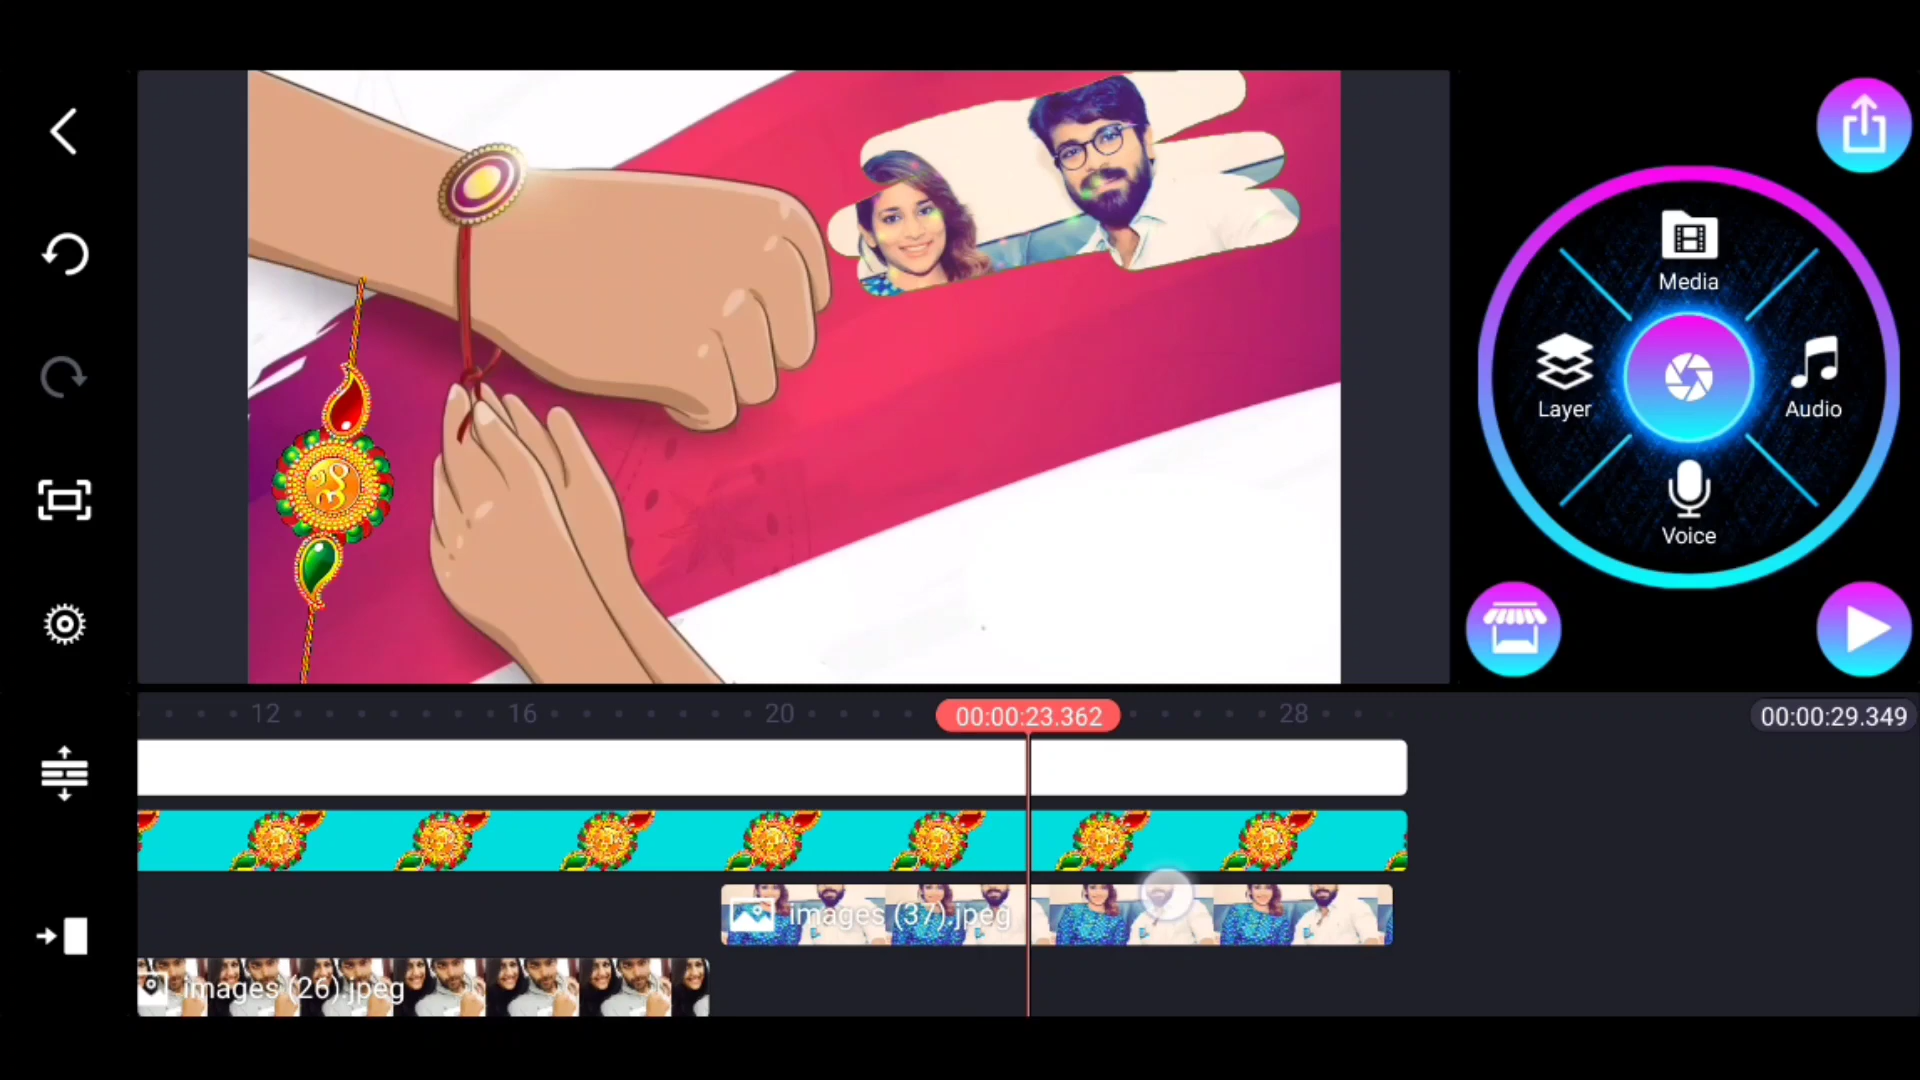 Media
Layer
Audio
Voice
12
16
20
00:00:23.362
28
00:00:29.349
images (37).jpeg
images (26).jpeg